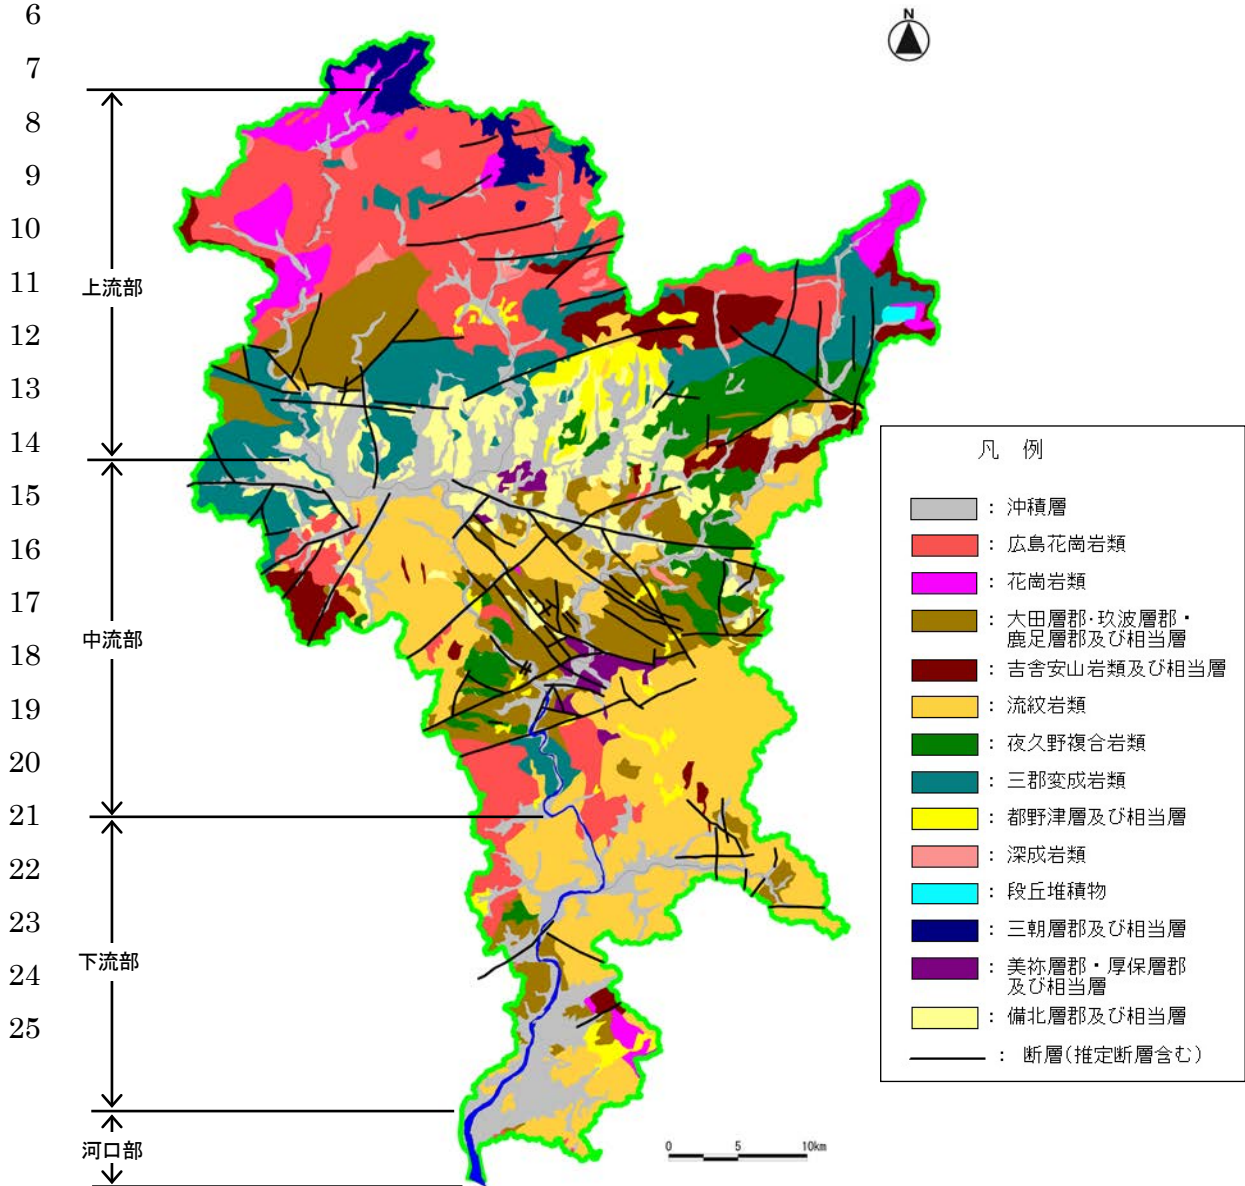 6
N
7
8
9
10
11
上流部
12
13
14
15
16
17
中流部
18
19
20
21
22
23
下流部
24
25
河口部
凡 例
: 沖積層
: 広島花崗岩類
: 花崗岩類
: 大田層郡・玖波層郡・
鹿足層郡及び相当層
: 吉舎安山岩類及び相当層
: 流紋岩類
: 夜久野複合岩類
: 三郡変成岩類
: 都野津層及び相当層
: 深成岩類
: 段丘堆積物
: 三朝層郡及び相当層
: 美祢層郡・厚保層郡
及び相当層
: 備北層郡及び相当層
: 断層(推定断層含む)
0 5 10km